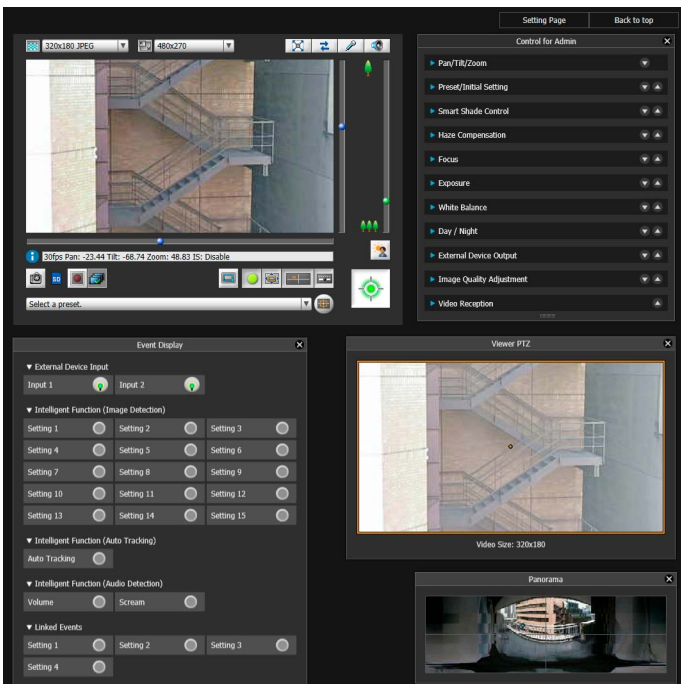 Setting Page Back to top
320x180 JPEG 480x270
30fps Pan: -23.44 Tilt: -68.74 Zoom: 48.83 IS: Disable
SD
Select a preset.
Control for Admin
Pan/Tilt/Zoom
Preset/Initial Setting
Smart Shade Control
Haze Compensation
Focus
Exposure
White Balance
Day / Night
External Device Output
Image Quality Adjustment
Video Reception
Event Display
External Device Input
Input 1 Input 2
Intelligent Function (Image Detection)
Setting 1 Setting 2 Setting 3
Setting 4 Setting 5 Setting 6
Setting 7 Setting 8 Setting 9
Setting 10 Setting 11 Setting 12
Setting 13 Setting 14 Setting 15
Intelligent Function (Auto Tracking)
Auto Tracking
Intelligent Function (Audio Detection)
Volume Scream
Linked Events
Setting 1 Setting 2 Setting 3
Setting 4
Viewer PTZ
Video Size: 320x180
Panorama